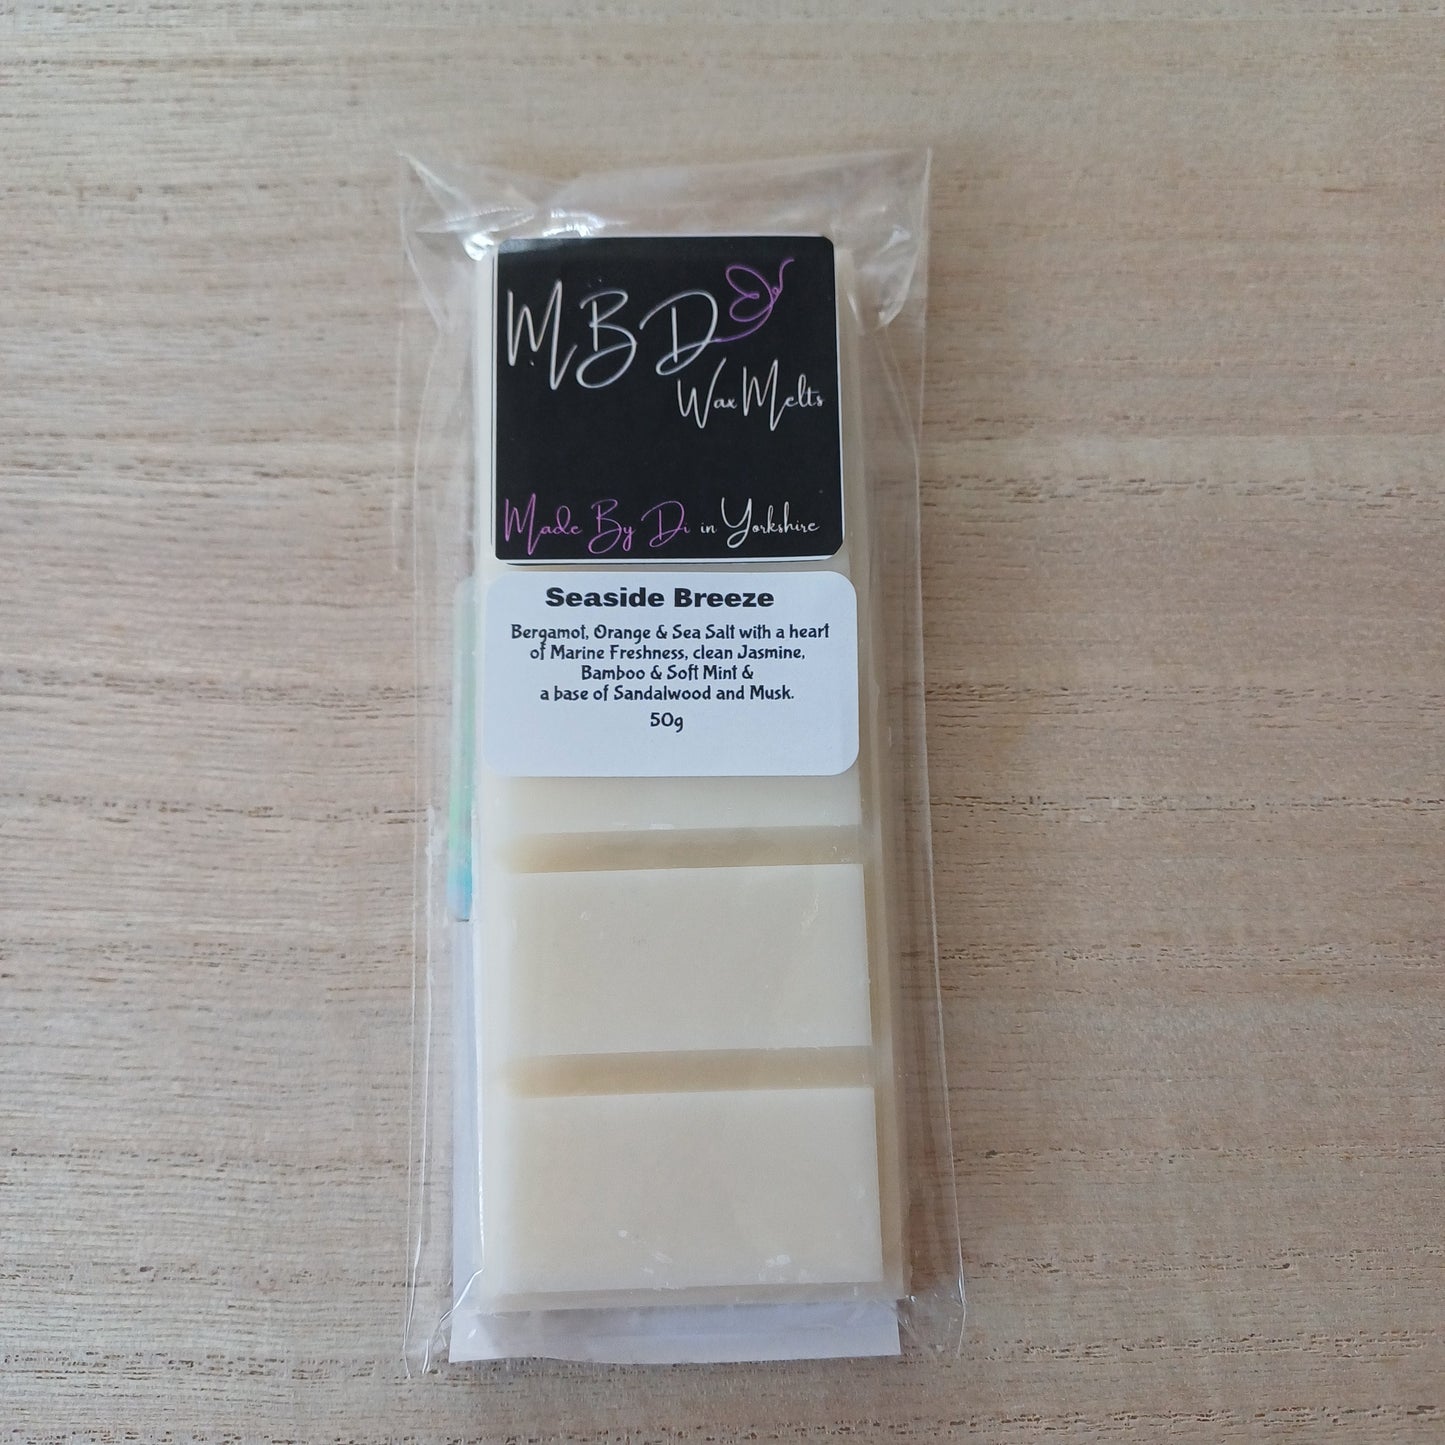 MBD
Wax Melts
Made By Di in Yorkshire
Seaside Breeze
Bergamot, Orange & Sea Salt with a heart
of Marine Freshness, clean Jasmine,
Bamboo & Soft Mint &
a base of Sandalwood and Musk.
50g